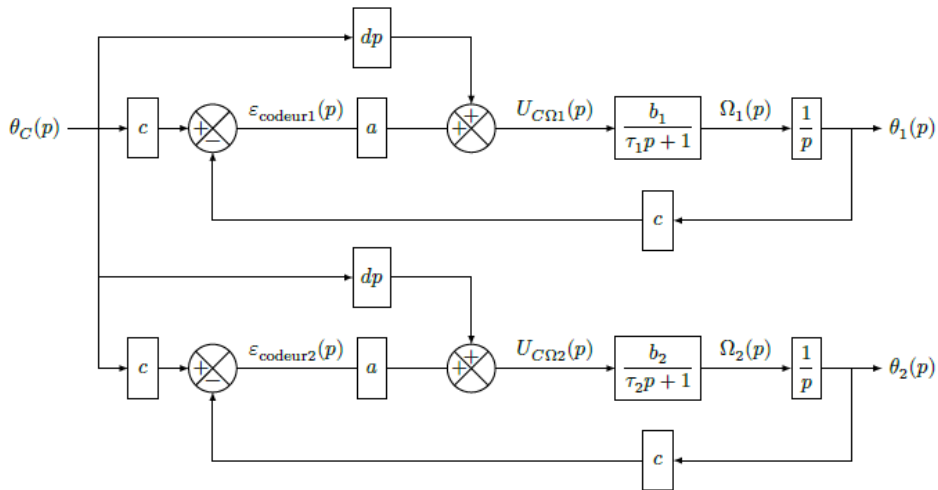 dp
θ_C(p) c + − ε_codeur1(p) a + + U_CΩ1(p) b_1/(τ_1p + 1) Ω_1(p) 1/p θ_1(p)
c
dp
c + − ε_codeur2(p) a + + U_CΩ2(p) b_2/(τ_2p + 1) Ω_2(p) 1/p θ_2(p)
c